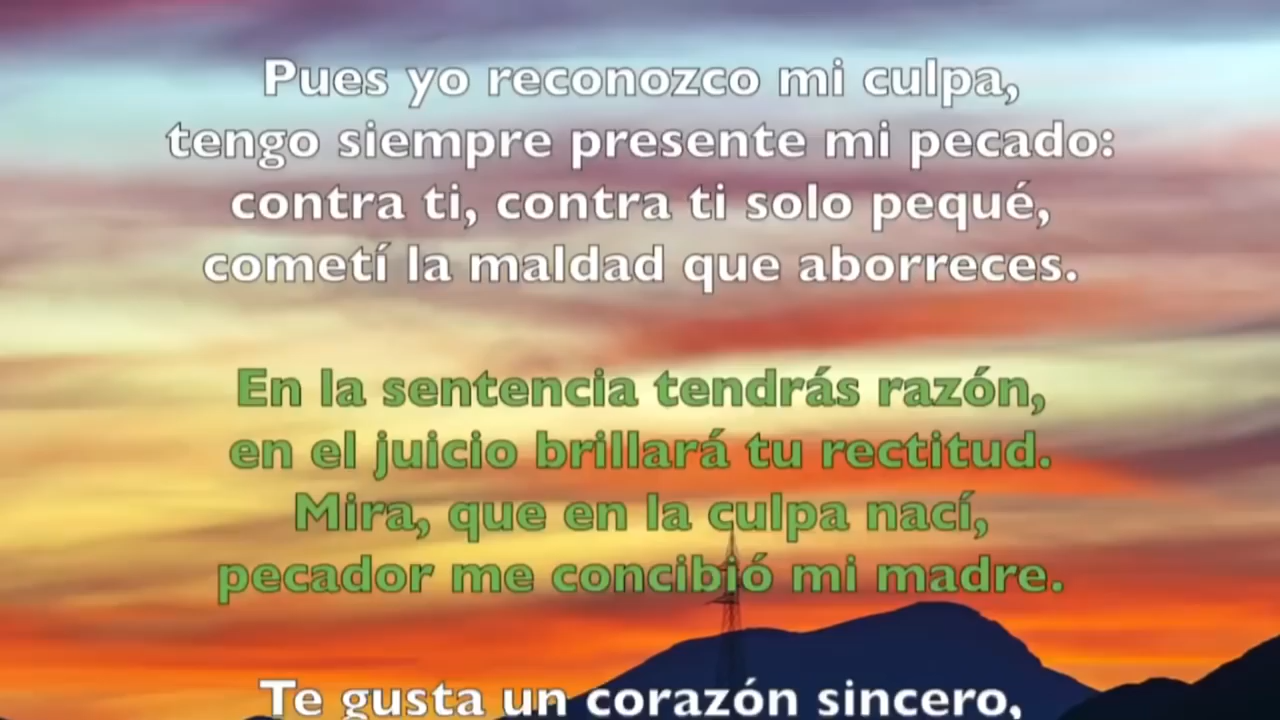 Pues yo reconozco mi culpa,
tengo siempre presente mi pecado:
contra ti, contra ti solo pequé,
cometí la maldad que aborreces.
En la sentencia tendrás razón,
en el juicio brillará tu rectitud.
Mira, que en la culpa nací,
pecador me concibió mi madre.
Te gusta un corazón sincero,